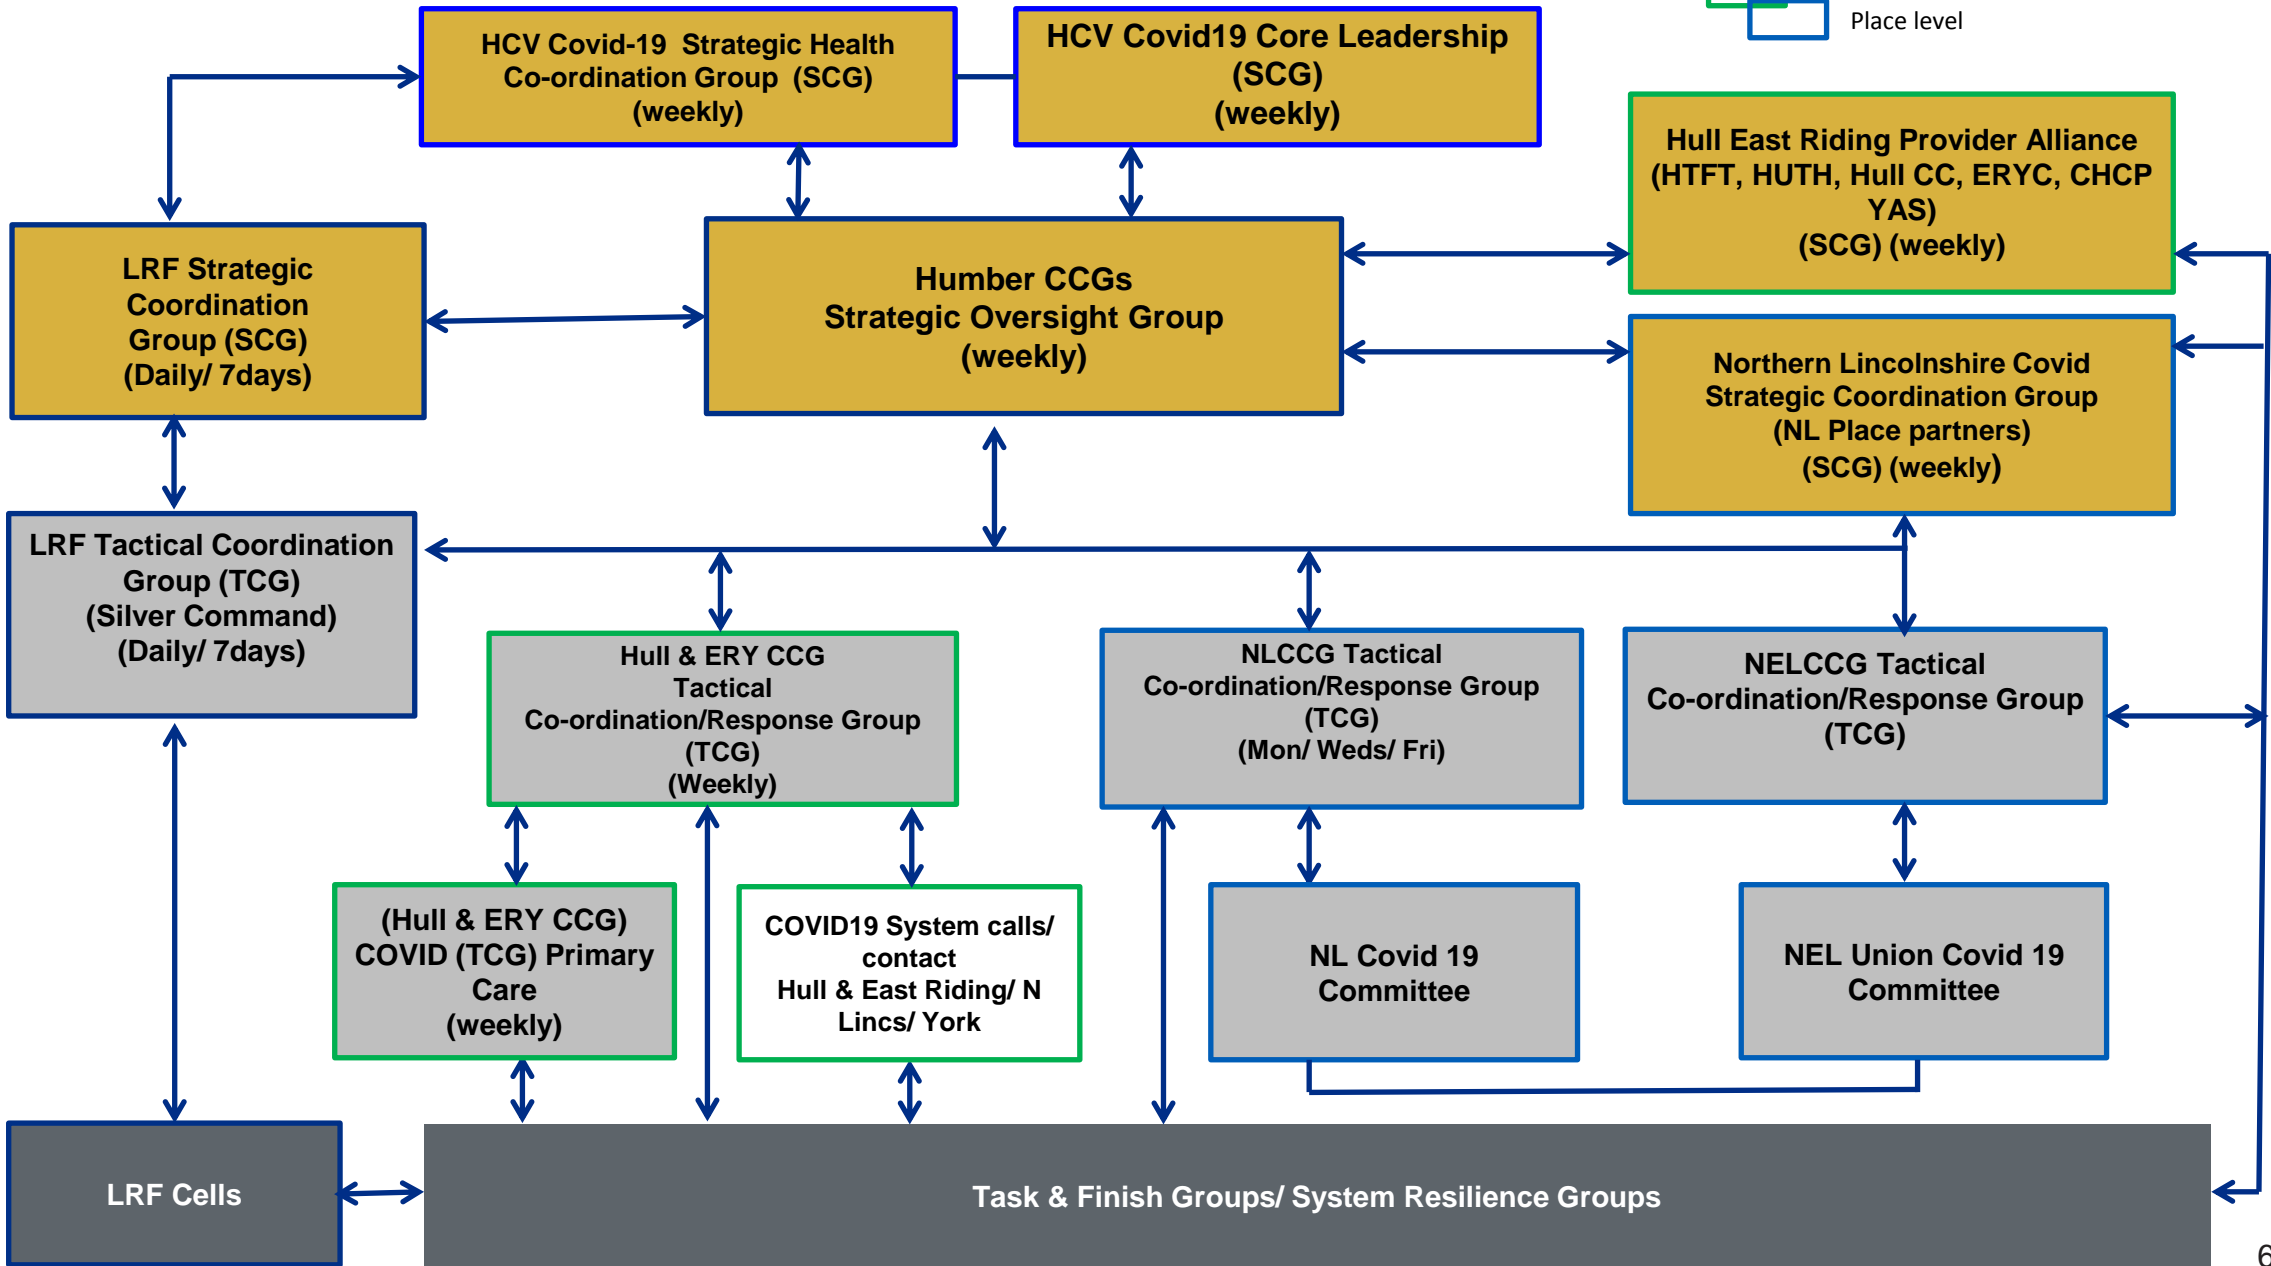 Place level
HCV Covid-19 Strategic Health
Co-ordination Group (SCG)
(weekly)
HCV Covid19 Core Leadership
(SCG)
(weekly)
Hull East Riding Provider Alliance
(HTFT, HUTH, Hull CC, ERYC, CHCP
YAS)
(SCG) (weekly)
LRF Strategic
Coordination
Group (SCG)
(Daily/ 7days)
Humber CCGs
Strategic Oversight Group
(weekly)
Northern Lincolnshire Covid
Strategic Coordination Group
(NL Place partners)
(SCG) (weekly)
LRF Tactical Coordination
Group (TCG)
(Silver Command)
(Daily/ 7days)
Hull & ERY CCG
Tactical
Co-ordination/Response Group
(TCG)
(Weekly)
NLCCG Tactical
Co-ordination/Response Group
(TCG)
(Mon/ Weds/ Fri)
NELCCG Tactical
Co-ordination/Response Group
(TCG)
(Hull & ERY CCG)
COVID (TCG) Primary
Care
(weekly)
COVID19 System calls/
contact
Hull & East Riding/ N
Lincs/ York
NL Covid 19
Committee
NEL Union Covid 19
Committee
LRF Cells
Task & Finish Groups/ System Resilience Groups
6